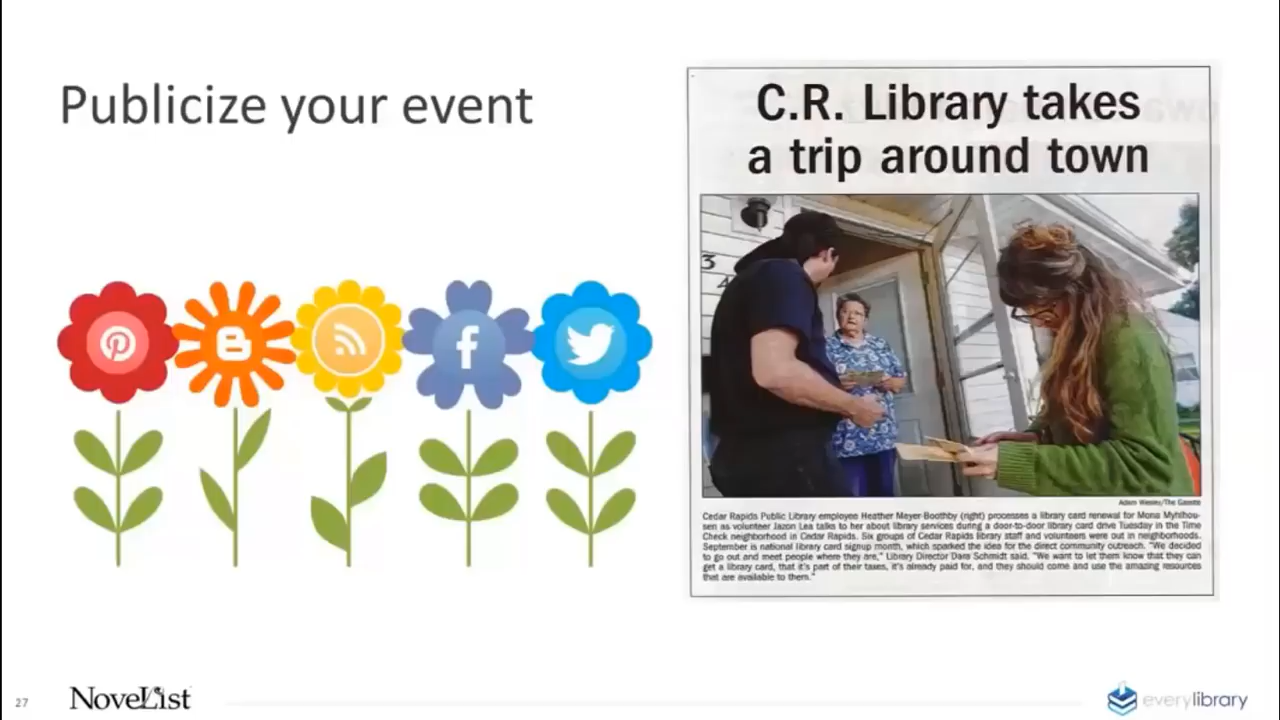 Publicize your event
C.R. Library takes
a trip around town
3
4
Adam Wesley/The Gazette
Cedar Rapids Public Library employee Heather Meyer-Boothby (right) processes a library card renewal for Mona Myhlhou-
sen as volunteer Jazon Lea talks to her about library services during a door-to-door library card drive Tuesday in the Time
Check neighborhood in Cedar Rapids. Six groups of Cedar Rapids library staff and volunteers were out in neighborhoods.
September is national library card signup month, which sparked the idea for the direct community outreach. "We decided
to go out and meet people where they are," Library Director Dara Schmidt said. "We want to let them know that they can
get a library card, that it's part of their taxes, it's already paid for, and they should come and use the amazing resources
that are available to them."
27
NoveList
everylibrary